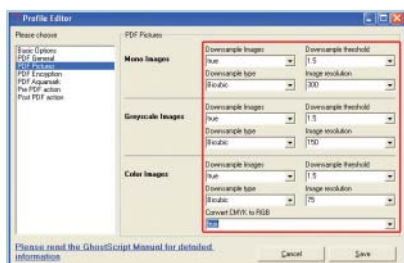 Profile Editor
Please choose
Basic Options
PDF General
PDF Pictures
PDF Encryption
PDF Aquamark
Pre PDF action
Post PDF action
PDF Pictures
Mono Images
Downsample Images
Downsample threshold
true
1.5
Downsample type
Image resolution
Bicubic
300
Greyscale Images
Downsample Images
Downsample threshold
true
1.5
Downsample type
Image resolution
Bicubic
150
Color Images
Downsample Images
Downsample threshold
true
1.5
Downsample type
Image resolution
Bicubic
75
Convert CMYK to RGB
true
Please read the GhostScript Manual for detailed
information
Cancel
Save